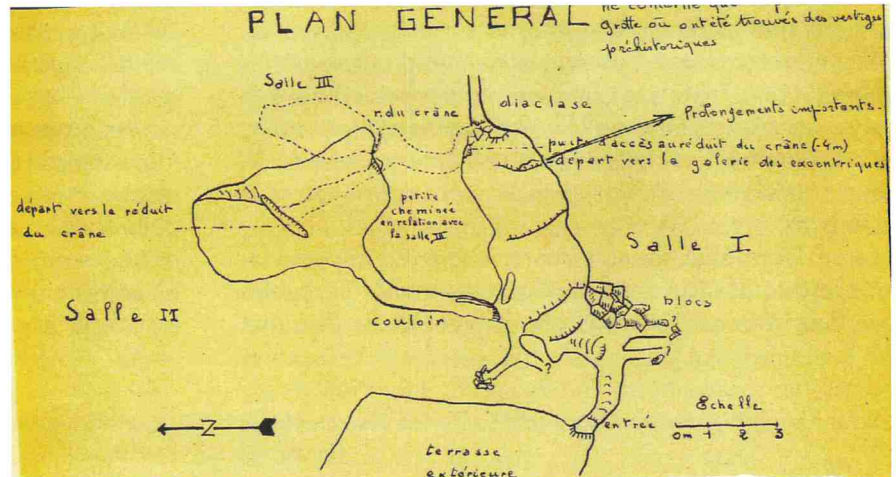 PLAN GENERAL
grotte où ont été trouvés des vestiges
préhistoriques
Salle III
r. du crâne
diaclase
Prolongements importants.
puits d'accès au réduit du crâne (-4m)
départ vers la galerie des excentriques
départ vers le réduit
du crâne
petite
cheminée
en relation avec
la salle III
Salle I
Salle II
couloir
blocs
?
?
?
N
entrée
Echelle
0m 1 2 3
terrasse
extérieure